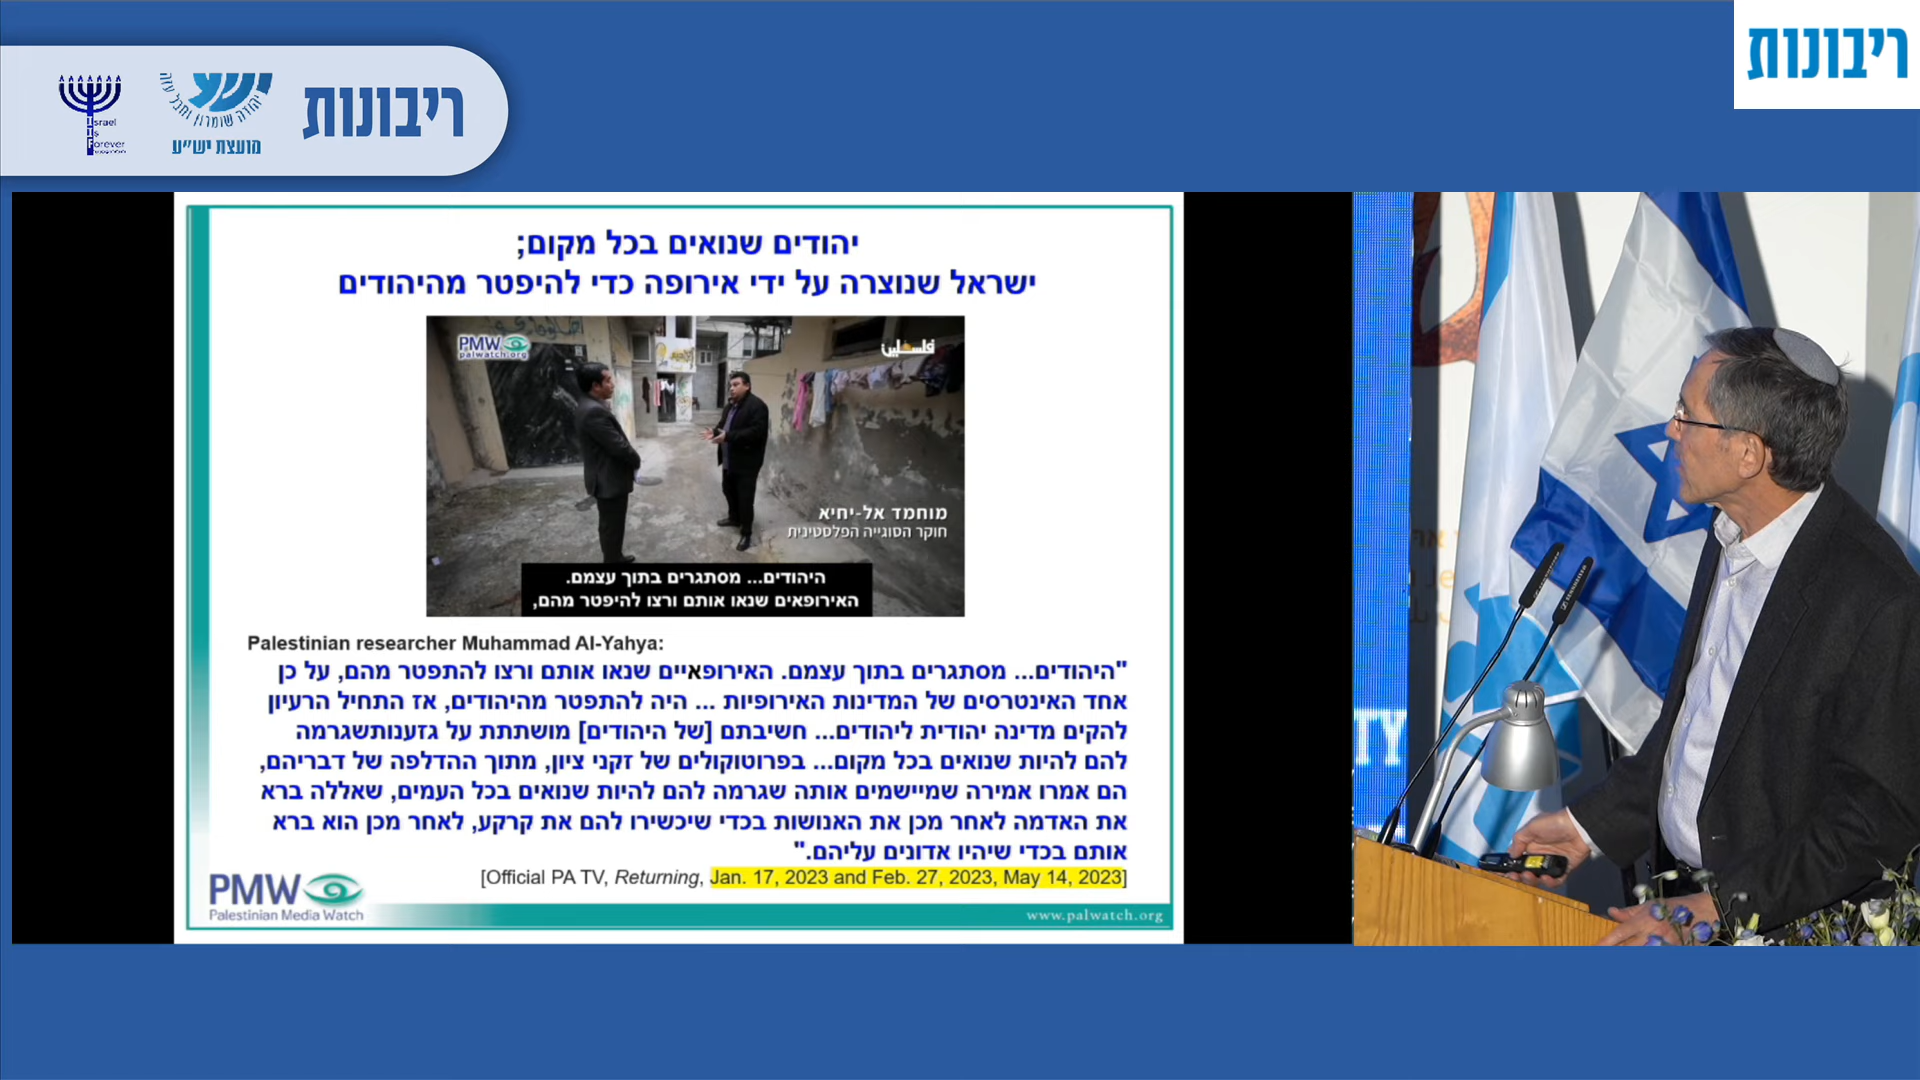 ריבונות
ישע
יהודה שומרון וחבל עזה
מועצת יש״ע
Israel
Is
Forever
ריבונות
יהודים שנואים בכל מקום;
ישראל שנוצרה על ידי אירופה כדי להיפטר מהיהודים
PMW
palwatch.org
فلسطين
מוחמד אל-יחיא
חוקר הסוגייה הפלסטינית
היהודים... מסתגרים בתוך עצמם.
האירופאים שנאו אותם ורצו להיפטר מהם,
Palestinian researcher Muhammad Al-Yahya:
"היהודים... מסתגרים בתוך עצמם. האירופאיים שנאו אותם ורצו להתפטר מהם, על כן
אחד האינטרסים של המדינות האירופיות ... היה להתפטר מהיהודים, אז התחיל הרעיון
להקים מדינה יהודית ליהודים... חשיבתם [של היהודים] מושתתת על גזענותשגרמה
להם להיות שנואים בכל מקום... בפרוטוקולים של זקני ציון, מתוך ההדלפה של דבריהם,
הם אמרו אמירה שמיישמים אותה שגרמה להם להיות שנואים בכל העמים, שאללה ברא
את האדמה לאחר מכן את האנושות בכדי שיכשירו להם את קרקע, לאחר מכן הוא ברא
אותם בכדי שיהיו אדונים עליהם."
[Official PA TV, Returning, Jan. 17, 2023 and Feb. 27, 2023, May 14, 2023]
PMW
Palestinian Media Watch
www.palwatch.org
TY